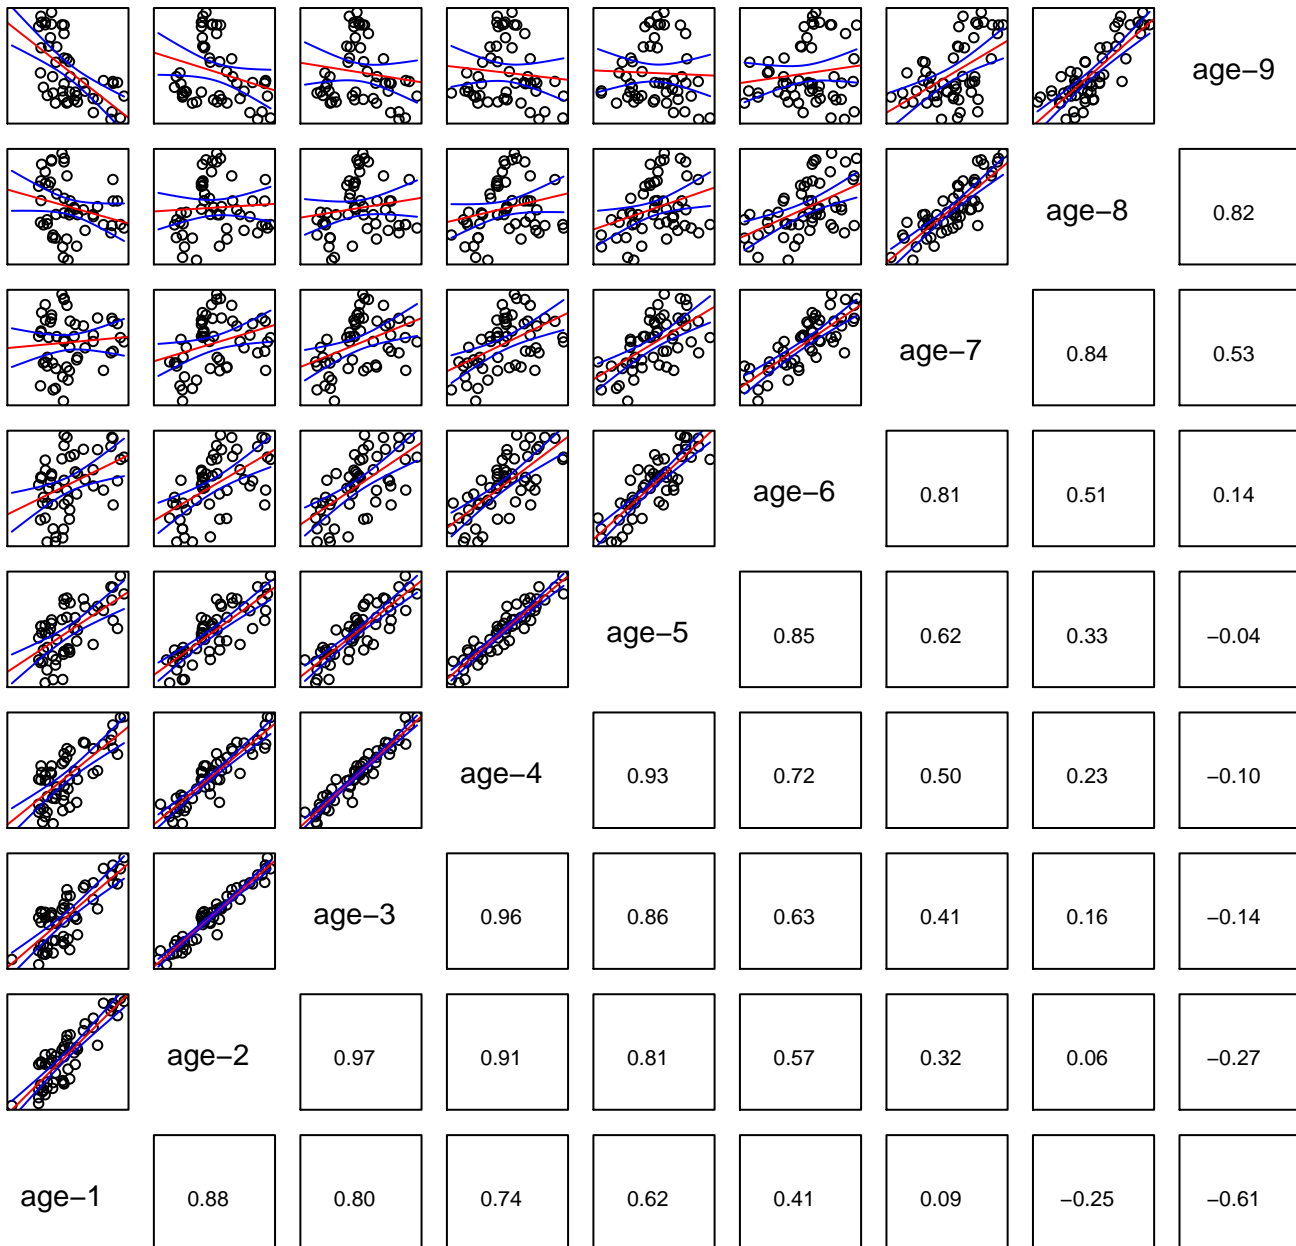 age−9
age−8 0.82
age−7 0.84 0.53
age−6 0.81 0.51 0.14
age−5 0.85 0.62 0.33 −0.04
age−4 0.93 0.72 0.50 0.23 −0.10
age−3 0.96 0.86 0.63 0.41 0.16 −0.14
age−2 0.97 0.91 0.81 0.57 0.32 0.06 −0.27
age−1 0.88 0.80 0.74 0.62 0.41 0.09 −0.25 −0.61